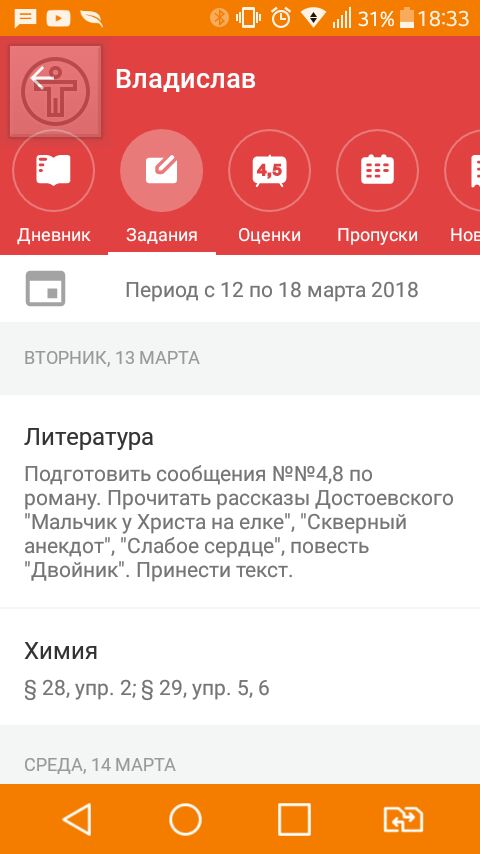 31% 18:33
Владислав
4,5
Дневник Задания Оценки Пропуски Нов
Период с 12 по 18 марта 2018
ВТОРНИК, 13 МАРТА
Литература
Подготовить сообщения №№4,8 по
роману. Прочитать рассказы Достоевского
"Мальчик у Христа на елке", "Скверный
анекдот", "Слабое сердце", повесть
"Двойник". Принести текст.
Химия
§ 28, упр. 2; § 29, упр. 5, 6
СРЕДА, 14 МАРТА